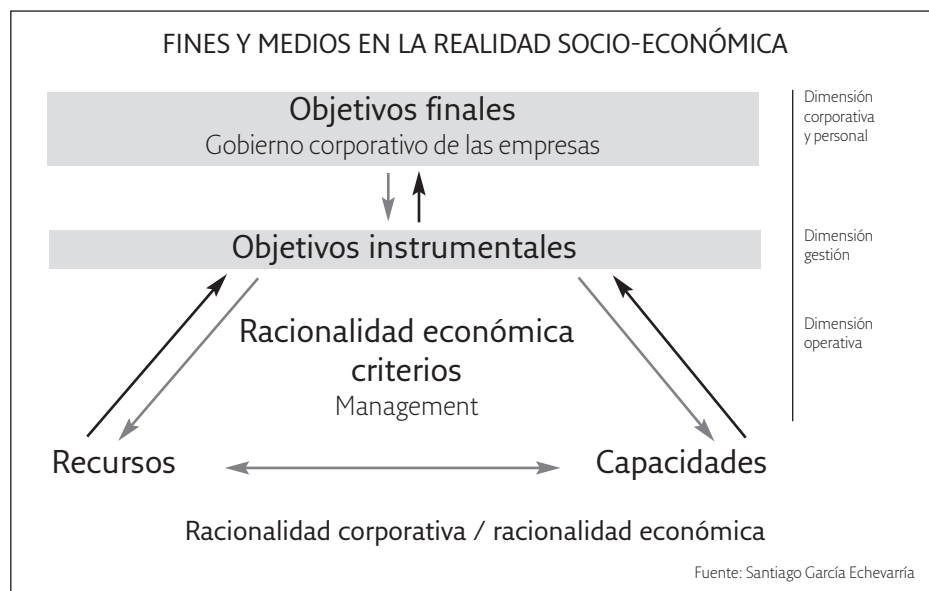 FINES Y MEDIOS EN LA REALIDAD SOCIO-ECONÓMICA
Objetivos finales
Gobierno corporativo de las empresas
Dimensión
corporativa
y personal
Objetivos instrumentales
Dimensión
gestión
Racionalidad económica
criterios
Management
Dimensión
operativa
Recursos
Capacidades
Racionalidad corporativa / racionalidad económica
Fuente: Santiago García Echevarría